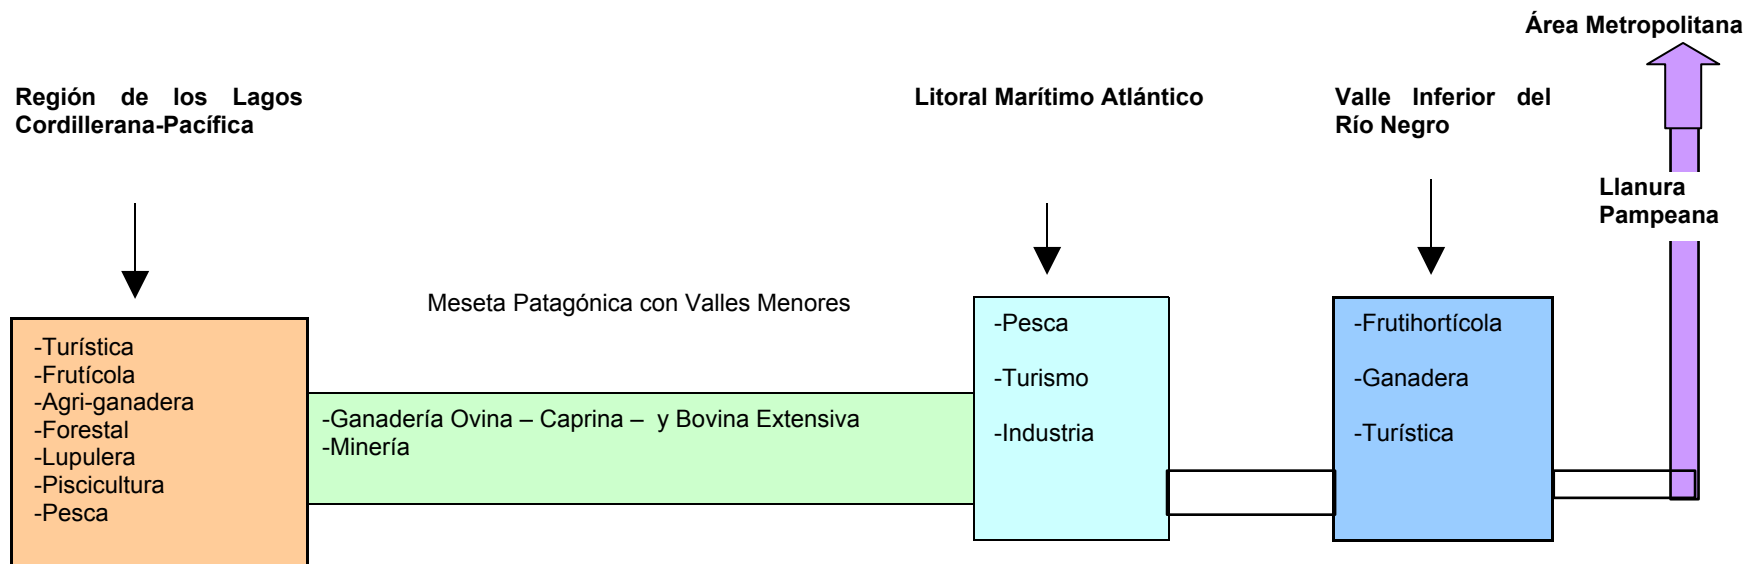 Área Metropolitana
Región de los Lagos
Cordillerana-Pacífica
Litoral Marítimo Atlántico
Valle Inferior del
Río Negro
Llanura
Pampeana
Meseta Patagónica con Valles Menores
-Turística
-Frutícola
-Agri-ganadera
-Forestal
-Lupulera
-Piscicultura
-Pesca
-Ganadería Ovina – Caprina – y Bovina Extensiva
-Minería
-Pesca
-Turismo
-Industria
-Frutihortícola
-Ganadera
-Turística